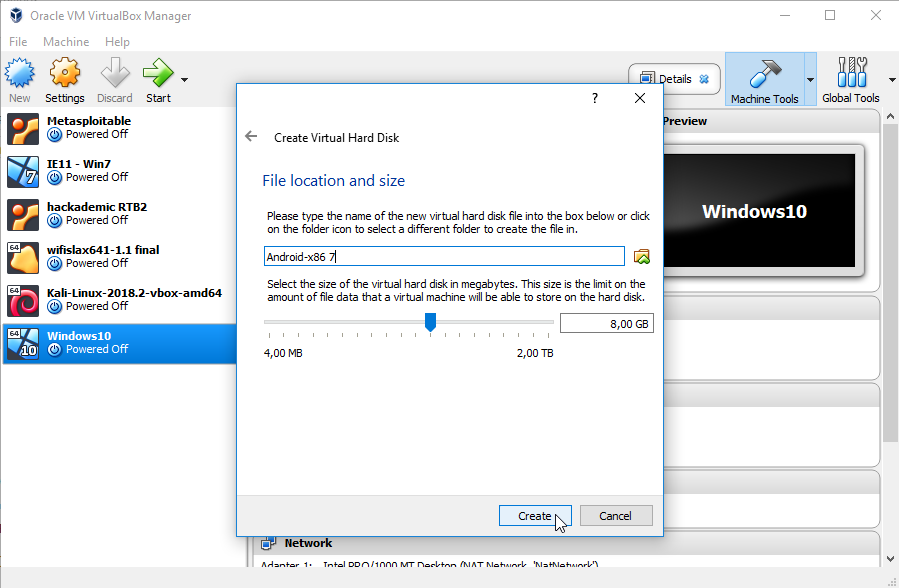 Oracle VM VirtualBox Manager
File Machine Help
New Settings Discard Start
Details
Machine Tools
Global Tools
Metasploitable
Powered Off
IE11 - Win7
Powered Off
hackademic RTB2
Powered Off
64
wifislax641-1.1 final
Powered Off
64
Kali-Linux-2018.2-vbox-amd64
Powered Off
64
Windows10
Powered Off
7
10
?
Create Virtual Hard Disk
File location and size
Please type the name of the new virtual hard disk file into the box below or click
on the folder icon to select a different folder to create the file in.
Android-x86 7
Select the size of the virtual hard disk in megabytes. This size is the limit on the
amount of file data that a virtual machine will be able to store on the hard disk.
8,00 GB
4,00 MB 2,00 TB
Create Cancel
Preview
Windows10
Network
Adapter 1: Intel PRO/1000 MT Desktop (NAT Network, 'NatNetwork')